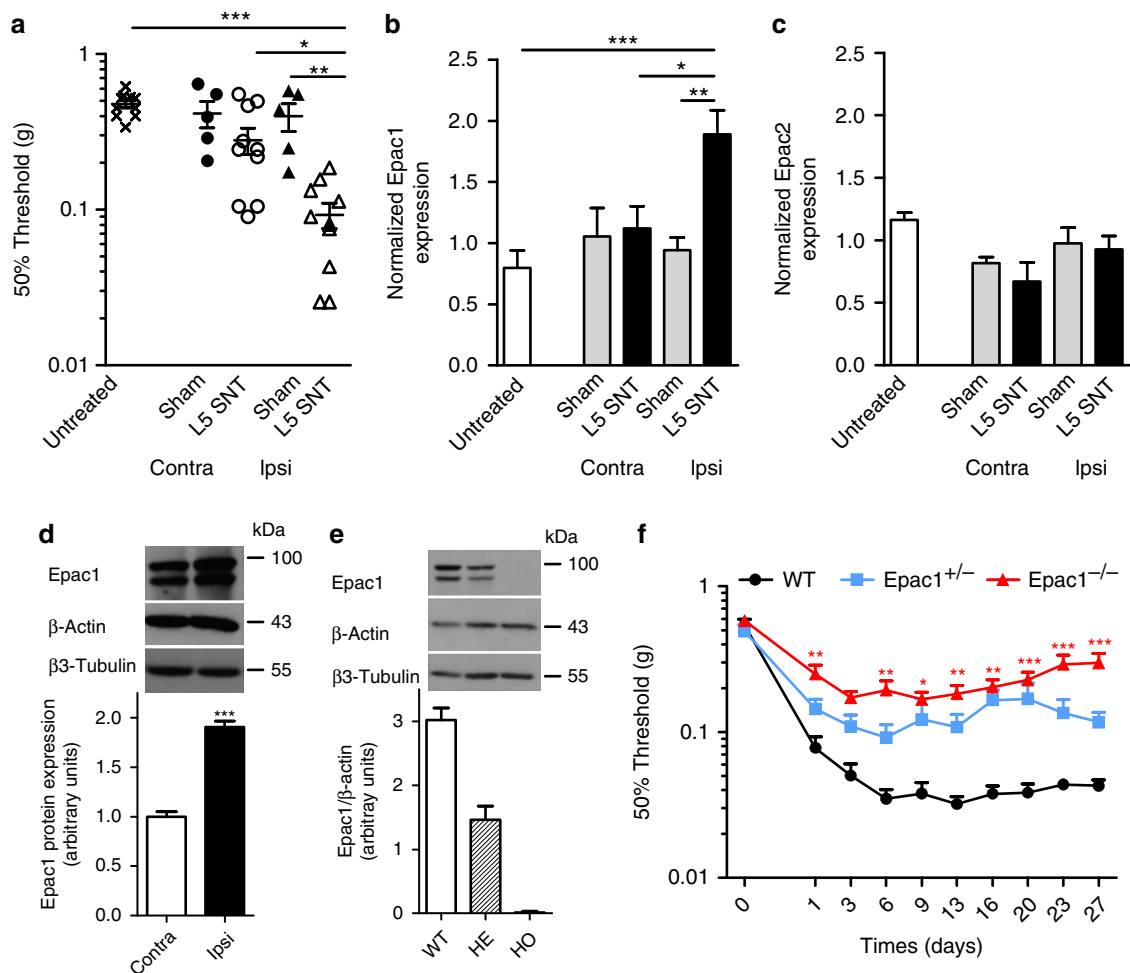 a
***
*
**
1
0.1
0.01
50% Threshold (g)
Untreated
Sham
L5 SNT
Sham
L5 SNT
Contra
Ipsi
b
***
*
**
2.5
2.0
1.5
1.0
0.5
0.0
Normalized Epac1
expression
Untreated
Sham
L5 SNT
Sham
L5 SNT
Contra
Ipsi
c
2.5
2.0
1.5
1.0
0.5
0.0
Normalized Epac2
expression
Untreated
Sham
L5 SNT
Sham
L5 SNT
Contra
Ipsi
d
kDa
Epac1
100
β-Actin
43
β3-Tubulin
55
***
2.0
1.5
1.0
0.5
0.0
Epac1 protein expression
(arbitrary units)
Contra
Ipsi
e
kDa
Epac1
100
β-Actin
43
β3-Tubulin
55
3
2
1
0
Epac1/β-actin
(arbitray units)
WT
HE
HO
f
WT
Epac1+/–
Epac1–/–
1
0.1
0.01
50% Threshold (g)
**
**
*
**
**
***
***
***
0
1
3
6
9
13
16
20
23
27
Times (days)